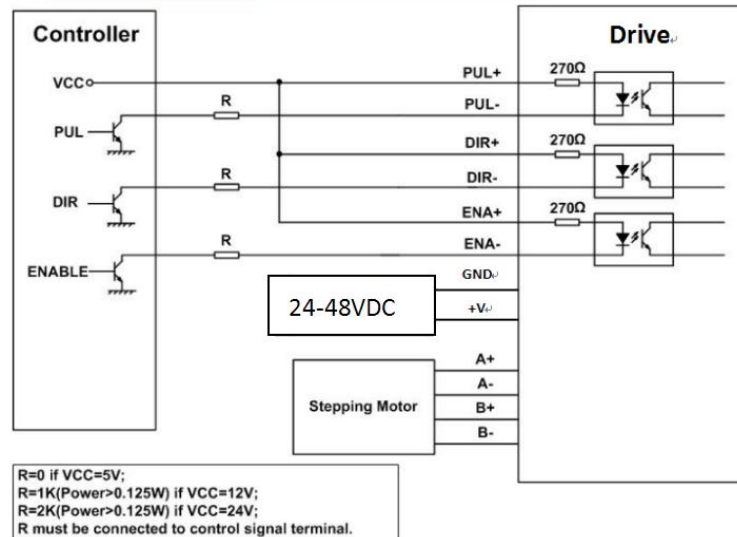 Controller
Drive
VCC
PUL
DIR
ENABLE
R
R
R
PUL+
PUL-
DIR+
DIR-
ENA+
ENA-
GND
+V
270Ω
270Ω
270Ω
24-48VDC
Stepping Motor
A+
A-
B+
B-
R=0 if VCC=5V;
R=1K(Power>0.125W) if VCC=12V;
R=2K(Power>0.125W) if VCC=24V;
R must be connected to control signal terminal.